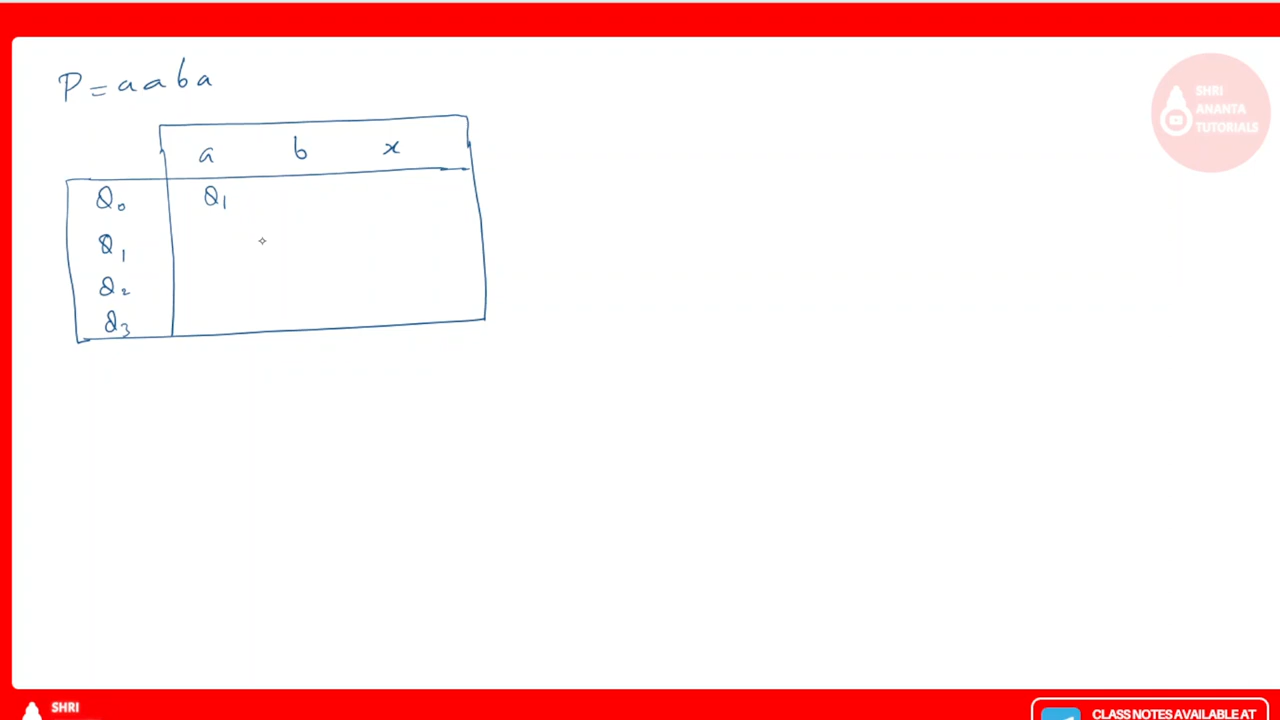 P = aaba
a b x
Q₀ Q₁
Q₁
Q₂
Q₃
SHRI
ANANTA
TUTORIALS
SHRI
CLASS NOTES AVAILABLE AT